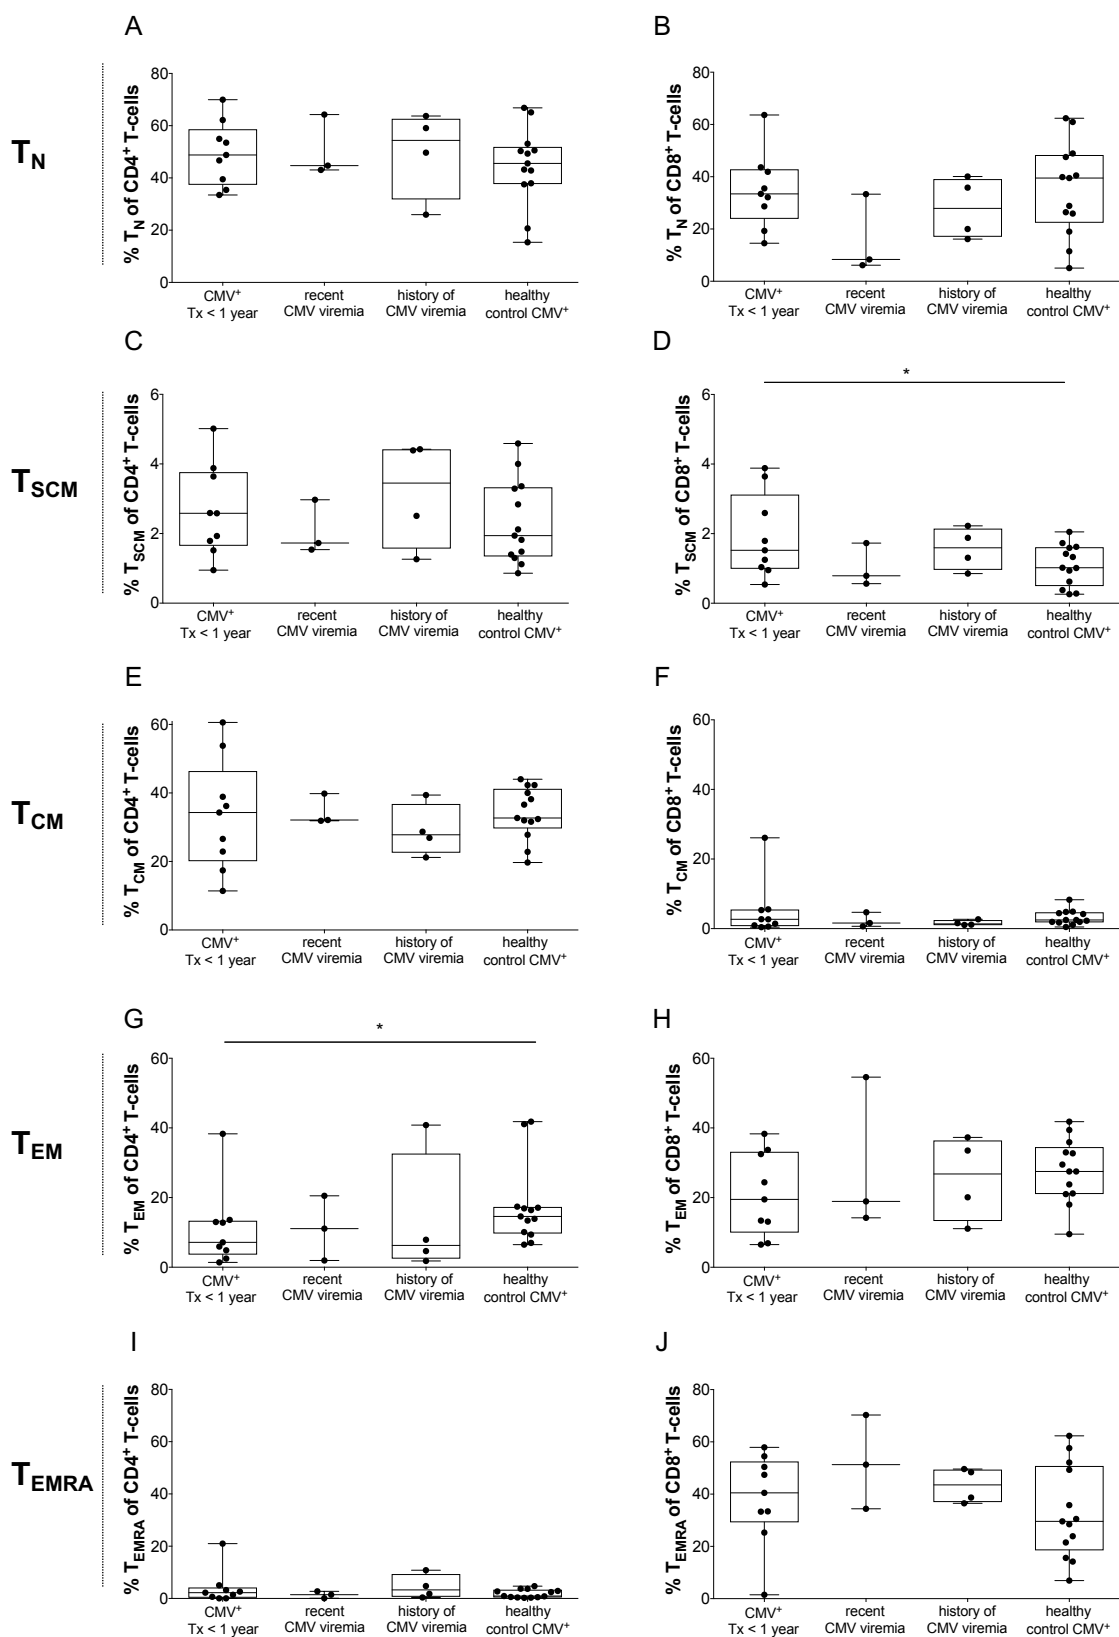 A
B
T_N
% T_N of CD4⁺ T-cells
80
60
40
20
0
CMV⁺
Tx < 1 year
recent
CMV viremia
history of
CMV viremia
healthy
control CMV⁺
% T_N of CD8⁺ T-cells
80
60
40
20
0
CMV⁺
Tx < 1 year
recent
CMV viremia
history of
CMV viremia
healthy
control CMV⁺
C
D
T_SCM
% T_SCM of CD4⁺ T-cells
6
4
2
0
CMV⁺
Tx < 1 year
recent
CMV viremia
history of
CMV viremia
healthy
control CMV⁺
*
% T_SCM of CD8⁺ T-cells
6
4
2
0
CMV⁺
Tx < 1 year
recent
CMV viremia
history of
CMV viremia
healthy
control CMV⁺
E
F
T_CM
% T_CM of CD4⁺ T-cells
60
40
20
0
CMV⁺
Tx < 1 year
recent
CMV viremia
history of
CMV viremia
healthy
control CMV⁺
% T_CM of CD8⁺ T-cells
60
40
20
0
CMV⁺
Tx < 1 year
recent
CMV viremia
history of
CMV viremia
healthy
control CMV⁺
G
H
T_EM
*
% T_EM of CD4⁺ T-cells
60
40
20
0
CMV⁺
Tx < 1 year
recent
CMV viremia
history of
CMV viremia
healthy
control CMV⁺
% T_EM of CD8⁺ T-cells
60
40
20
0
CMV⁺
Tx < 1 year
recent
CMV viremia
history of
CMV viremia
healthy
control CMV⁺
I
J
T_EMRA
% T_EMRA of CD4⁺ T-cells
80
60
40
20
0
CMV⁺
Tx < 1 year
recent
CMV viremia
history of
CMV viremia
healthy
control CMV⁺
% T_EMRA of CD8⁺ T-cells
80
60
40
20
0
CMV⁺
Tx < 1 year
recent
CMV viremia
history of
CMV viremia
healthy
control CMV⁺